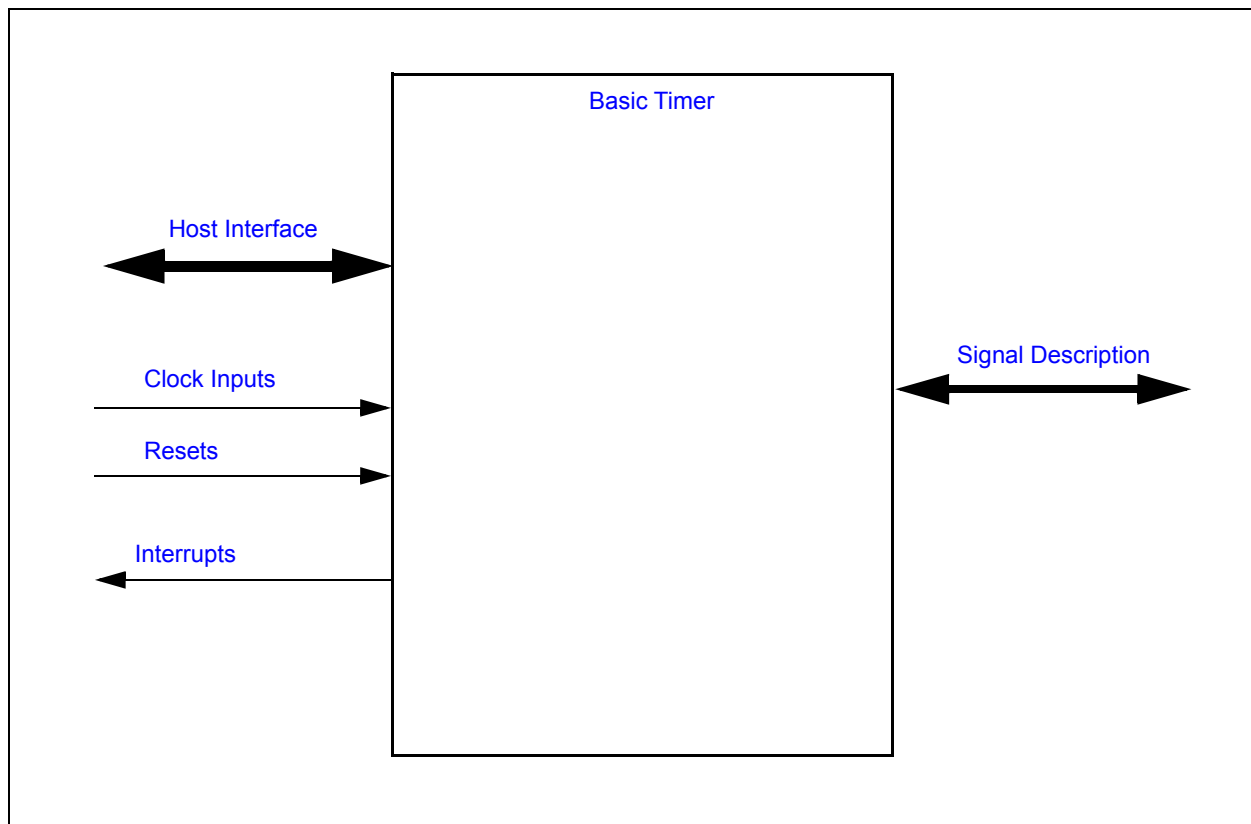 Basic Timer
Host Interface
Signal Description
Clock Inputs
Resets
Interrupts